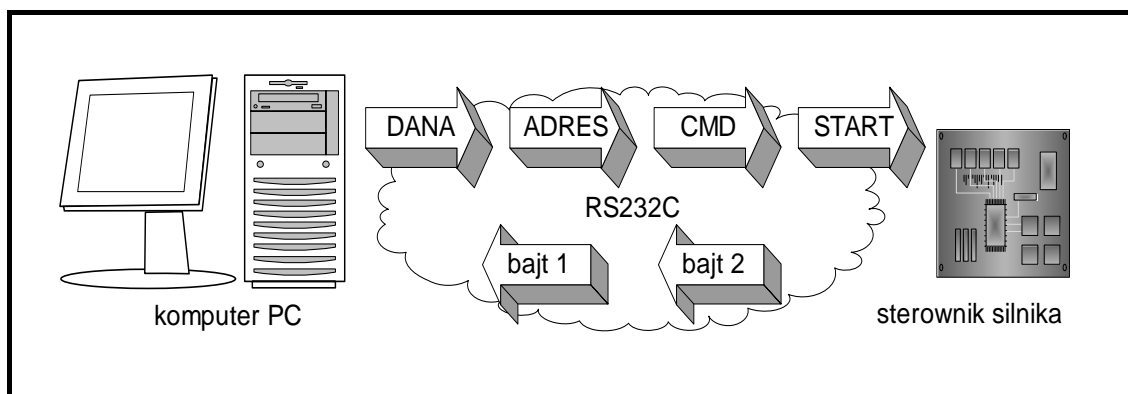 DANA ADRES CMD START
RS232C
bajt 1 bajt 2
komputer PC
sterownik silnika